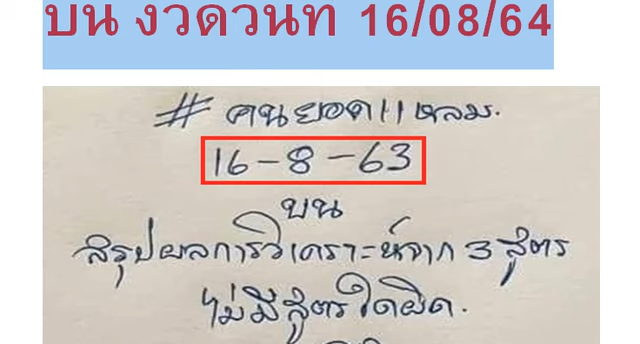 บน งวดวันที่ 16/08/64
# คนยอดแหลม.
16-8-63
บน
สรุปผลการวิเคราะห์จาก 3 สูตร
ไม่มีสูตรใดผิด.